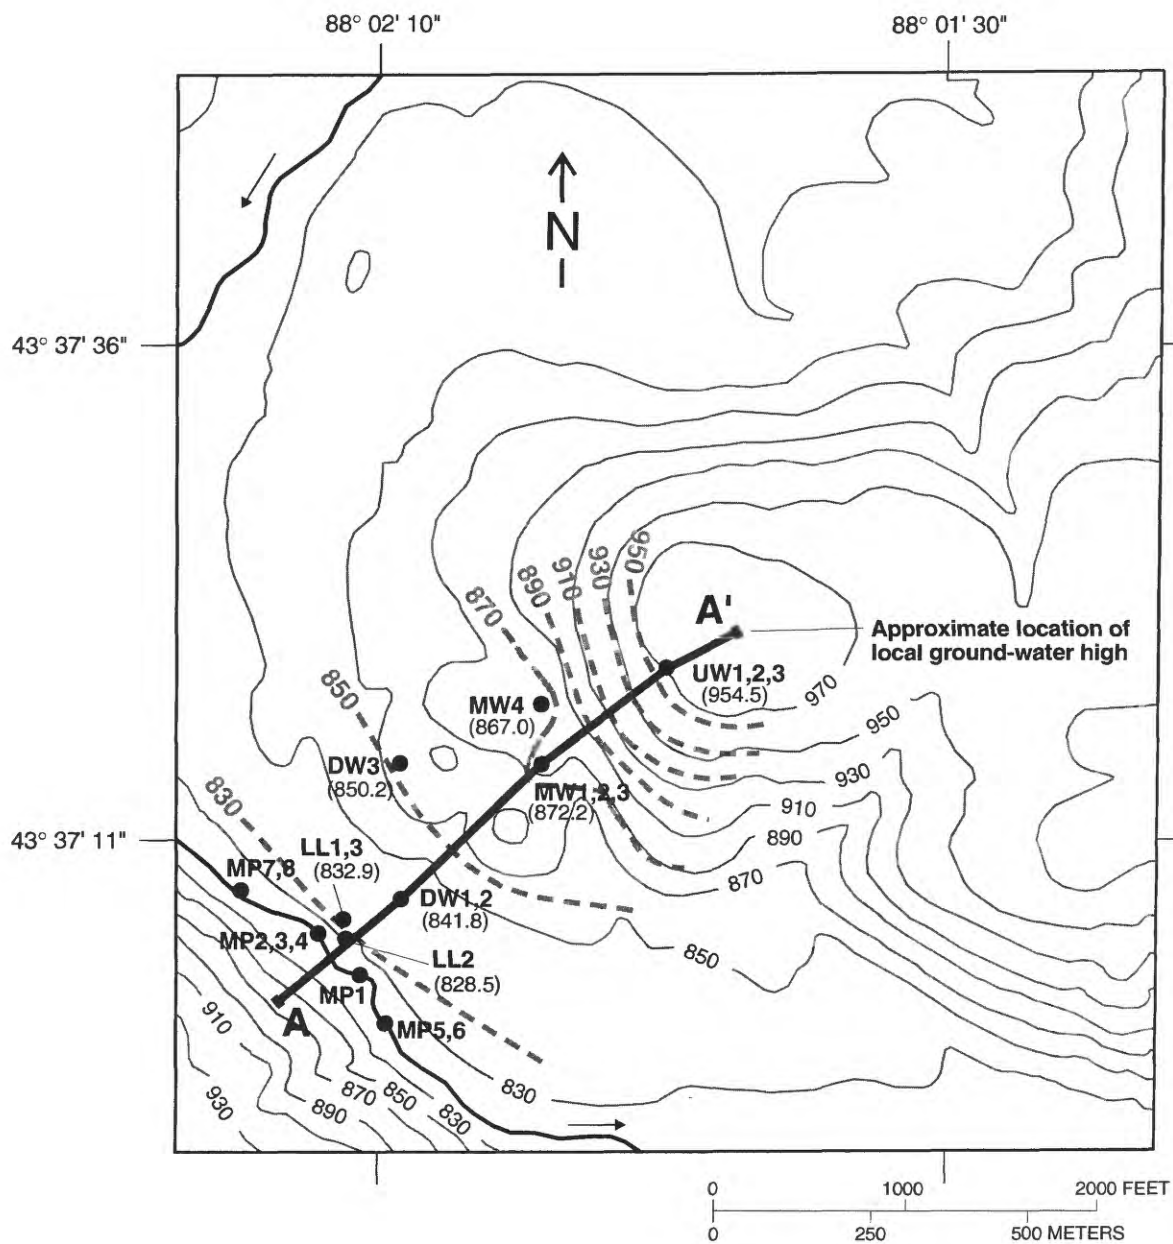 88° 02' 10"
88° 01' 30"
N
43° 37' 36"
950
930
910
890
870
A'
Approximate location of
local ground-water high
UW1,2,3
(954.5)
970
850
MW4
(867.0)
950
DW3
(850.2)
930
MW1,2,3
(872.2)
830
910
43° 37' 11"
890
LL1,3
(832.9)
MP7,8
870
DW1,2
(841.8)
MP2,3,4
850
LL2
(828.5)
MP1
A
MP5,6
910
870
850
830
830
930
890
0
1000
2000 FEET
0
250
500 METERS